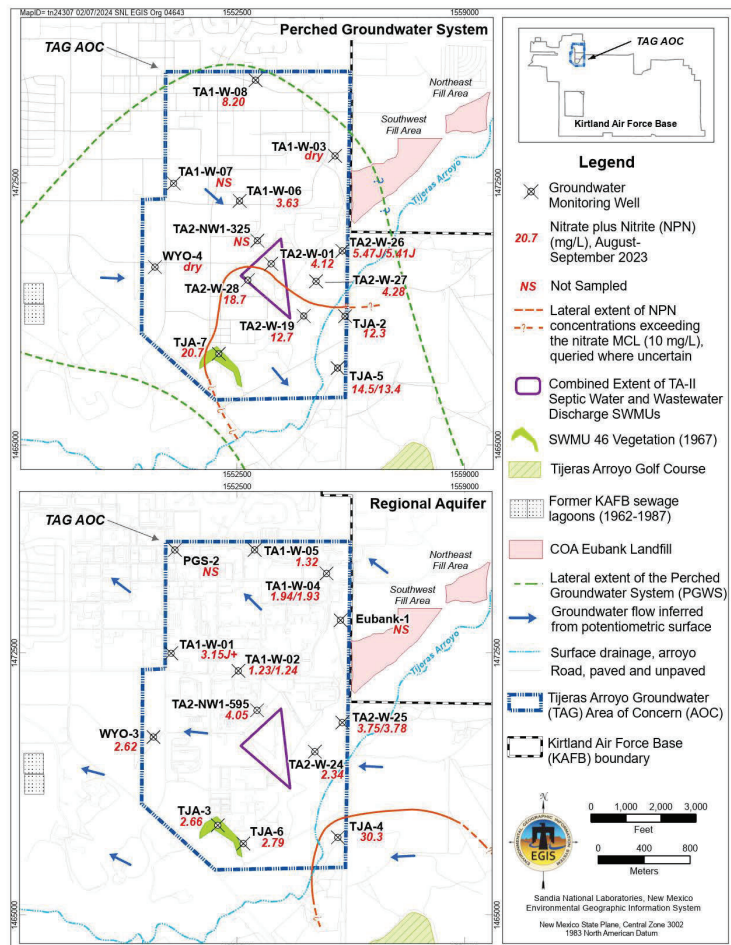 MapID= tn24307 02/07/2024 SNL EGIS Org 04643
1552500
1559000
Perched Groundwater System
TAG AOC
TA1-W-08
8.20
Northeast
Fill Area
Southwest
Fill Area
TA1-W-03
dry
TA1-W-07
NS
TA1-W-06
3.63
Tijeras Arroyo
1472500
1472500
?
?
TA2-NW1-325
NS
TA2-W-26
5.47J/5.41J
WYO-4
dry
TA2-W-01
4.12
TA2-W-28
18.7
TA2-W-27
4.28
?
TA2-W-19
12.7
TJA-2
12.3
TJA-7
20.7
TJA-5
14.5/13.4
?
?
1465000
1465000
1552500
1559000
Regional Aquifer
TAG AOC
PGS-2
NS
TA1-W-05
1.32
TA1-W-04
1.94/1.93
Northeast
Fill Area
Southwest
Fill Area
Eubank-1
NS
TA1-W-01
3.15J+
TA1-W-02
1.23/1.24
Tijeras Arroyo
1472500
1472500
TA2-NW1-595
4.05
TA2-W-25
3.75/3.78
WYO-3
2.62
TA2-W-24
2.34
TJA-3
2.66
TJA-6
2.79
TJA-4
30.3
?
?
1465000
1465000
1552500
1559000
TAG AOC
Kirtland Air Force Base
Legend
Groundwater
Monitoring Well
20.7
Nitrate plus Nitrite (NPN)
(mg/L), August-
September 2023
NS
Not Sampled
Lateral extent of NPN
concentrations exceeding
the nitrate MCL (10 mg/L),
queried where uncertain
?
Combined Extent of TA-II
Septic Water and Wastewater
Discharge SWMUs
SWMU 46 Vegetation (1967)
Tijeras Arroyo Golf Course
Former KAFB sewage
lagoons (1962-1987)
COA Eubank Landfill
Lateral extent of the Perched
Groundwater System (PGWS)
Groundwater flow inferred
from potentiometric surface
Surface drainage, arroyo
Road, paved and unpaved
Tijeras Arroyo Groundwater
(TAG) Area of Concern (AOC)
Kirtland Air Force Base
(KAFB) boundary
N
EGIS
0 1,000 2,000 3,000
Feet
0 400 800
Meters
Sandia National Laboratories, New Mexico
Environmental Geographic Information System
New Mexico State Plane, Central Zone 3002
1983 North American Datum